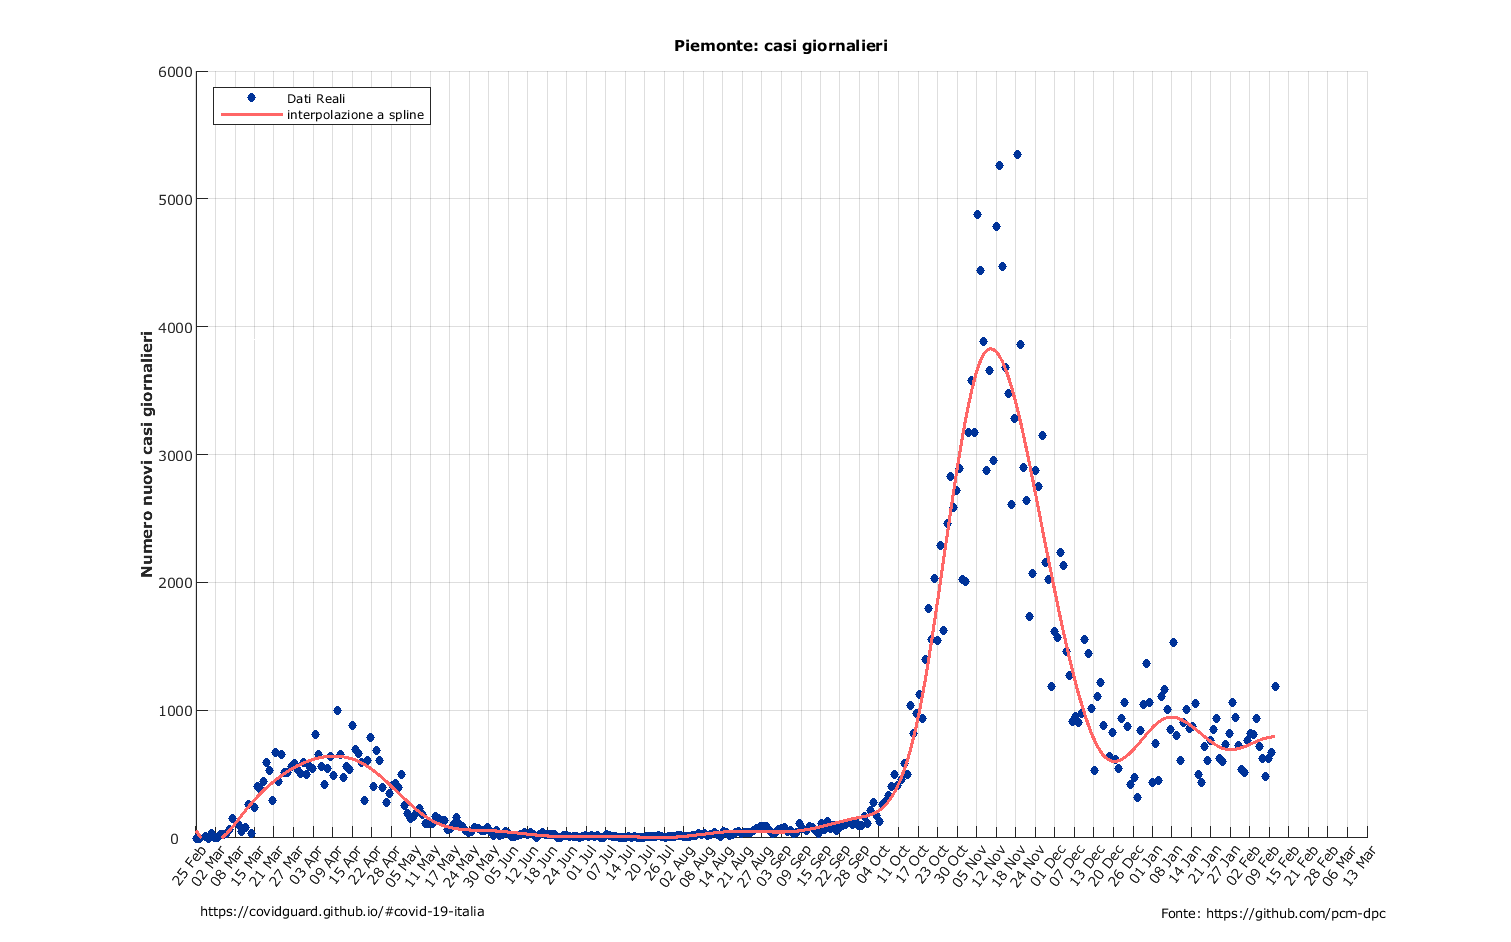 Piemonte: casi giornalieri
6000
5000
4000
3000
2000
1000
0
Numero nuovi casi giornalieri
Dati Reali
interpolazione a spline
25 Feb
02 Mar
08 Mar
15 Mar
21 Mar
27 Mar
03 Apr
09 Apr
15 Apr
22 Apr
28 Apr
05 May
11 May
17 May
24 May
30 May
05 Jun
12 Jun
18 Jun
24 Jun
01 Jul
07 Jul
14 Jul
20 Jul
26 Jul
02 Aug
08 Aug
14 Aug
21 Aug
27 Aug
03 Sep
09 Sep
15 Sep
22 Sep
28 Oct
04 Oct
11 Oct
17 Oct
23 Oct
30 Oct
05 Nov
12 Nov
18 Nov
24 Nov
01 Dec
07 Dec
13 Dec
20 Dec
26 Dec
01 Jan
08 Jan
14 Jan
21 Jan
27 Jan
02 Feb
09 Feb
15 Feb
21 Feb
28 Feb
06 Mar
13 Mar
https://covidguard.github.io/#covid-19-italia
Fonte: https://github.com/pcm-dpc